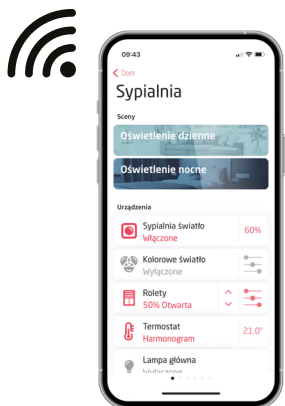 09:43
Dom
Sypialnia
Sceny
Oświetlenie dzienne
Oświetlenie nocne
Urządzenia
Sypialnia światło
Włączone
60%
Kolorowe światło
Wyłączone
Rolety
50% Otwarta
Termostat
Harmonogram
21.0°
Lampa główna
Wyłączone